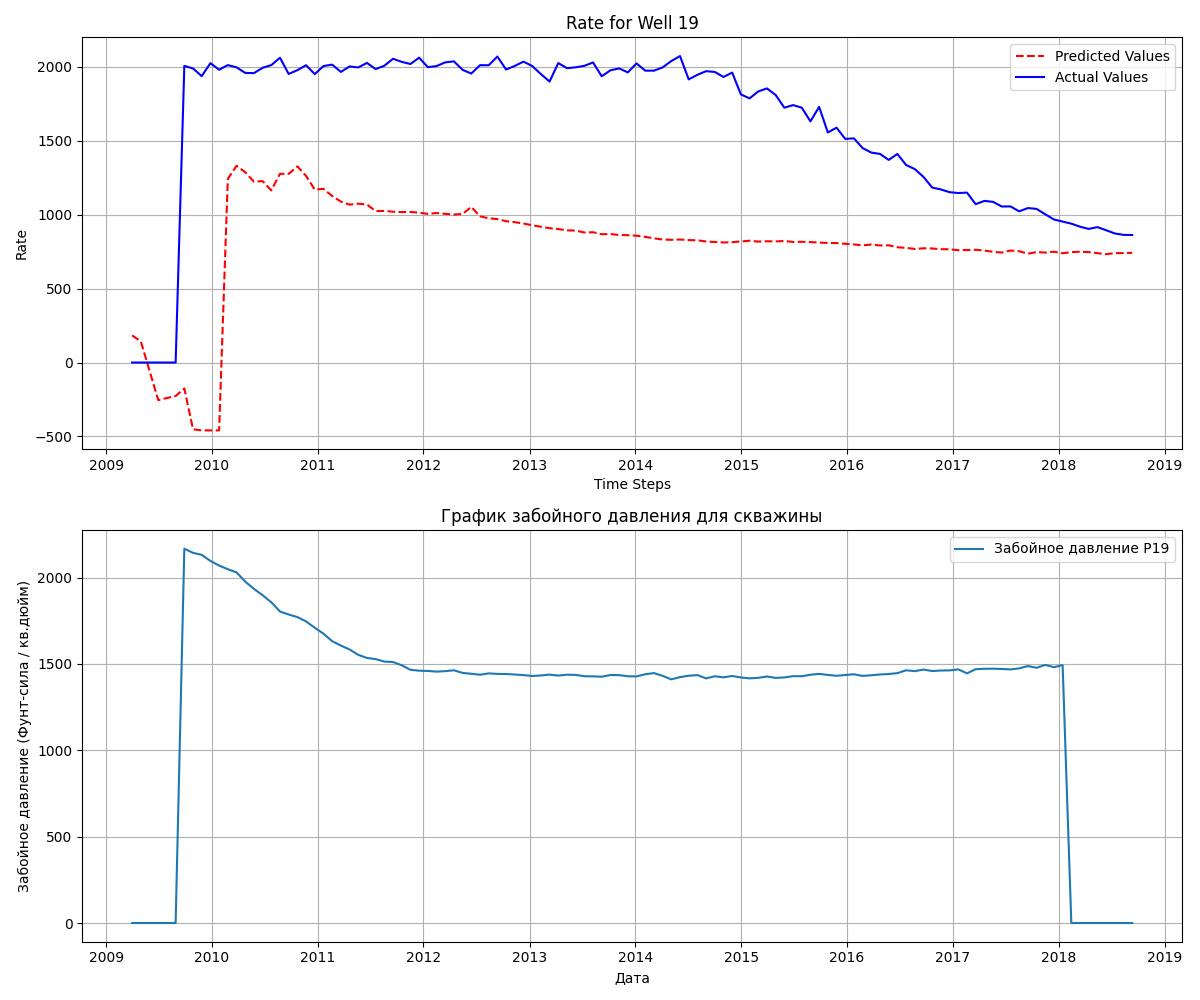 Rate for Well 19
Predicted Values
Actual Values
Rate
2000
1500
1000
500
0
−500
2009 2010 2011 2012 2013 2014 2015 2016 2017 2018 2019
Time Steps
График забойного давления для скважины
Забойное давление P19
Забойное давление (Фунт-сила / кв.дюйм)
2000
1500
1000
500
0
2009 2010 2011 2012 2013 2014 2015 2016 2017 2018 2019
Дата